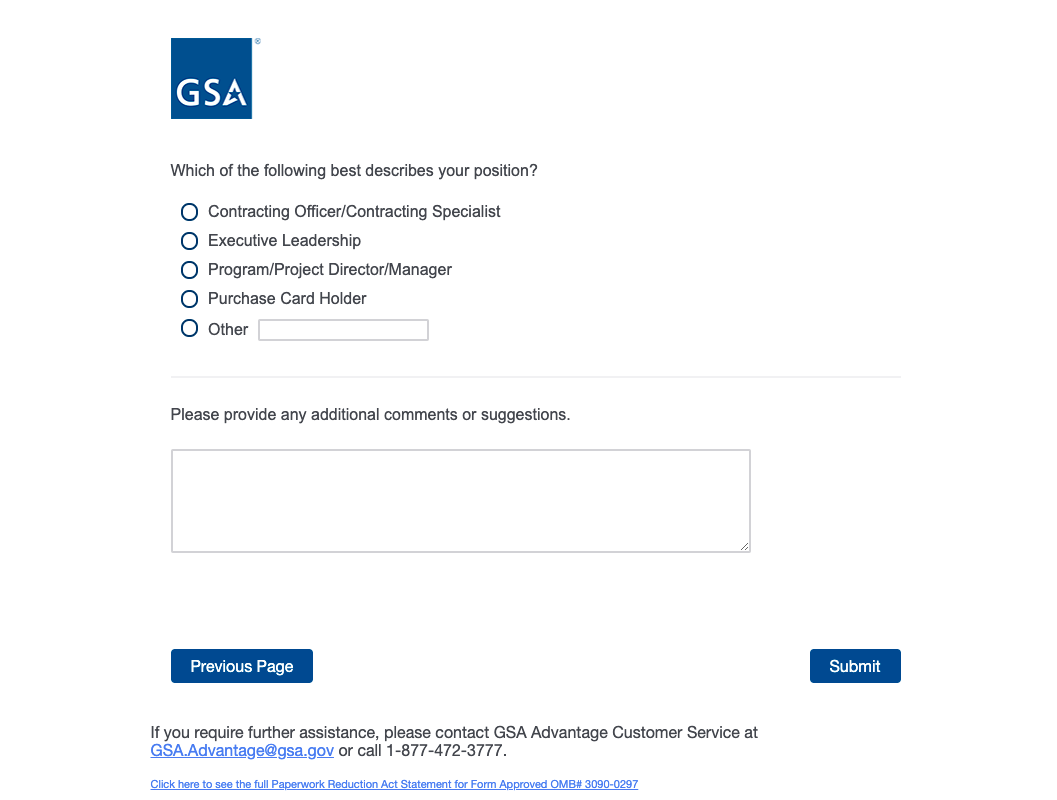 ®
GSA
Which of the following best describes your position?
Contracting Officer/Contracting Specialist
Executive Leadership
Program/Project Director/Manager
Purchase Card Holder
Other
Please provide any additional comments or suggestions.
Previous Page
Submit
If you require further assistance, please contact GSA Advantage Customer Service at
GSA.Advantage@gsa.gov or call 1-877-472-3777.
Click here to see the full Paperwork Reduction Act Statement for Form Approved OMB# 3090-0297